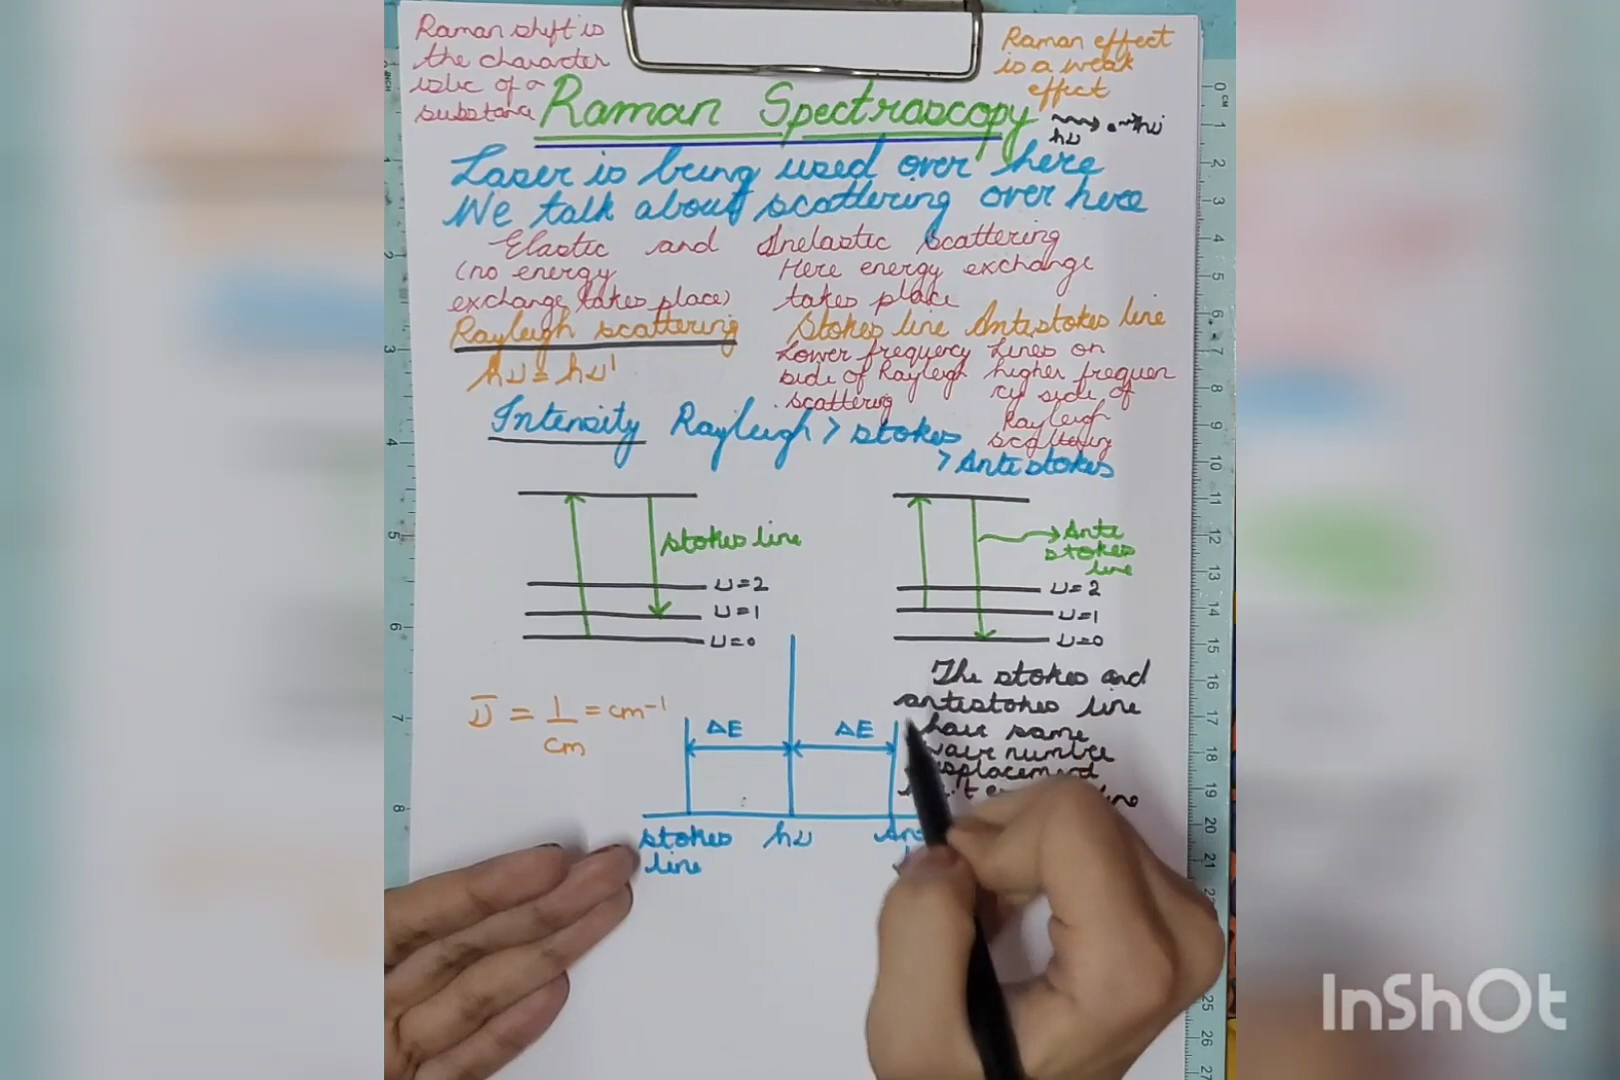 Raman shift is
the character
istic of a
substance
Raman effect
is a weak
effect
Raman Spectroscopy
hν hν'
Laser is being used over here
We talk about scattering over here
Elastic and Inelastic scattering
(no energy
exchange takes place)
Here energy exchange
takes place
Rayleigh scattering
hν = hν'
Stokes line Antistokes line
Lower frequency
side of Rayleigh
scattering
Lines on
higher frequen
cy side of
Rayleigh
scattering
Intensity Rayleigh > stokes
> Antistokes
stokes line
ν=2
ν=1
ν=0
Anti
stokes
line
ν=2
ν=1
ν=0
ν̄ = 1/cm = cm⁻¹
ΔE ΔE
stokes
line
hν
The stokes and
antistokes line
have same
wave number
InShOt